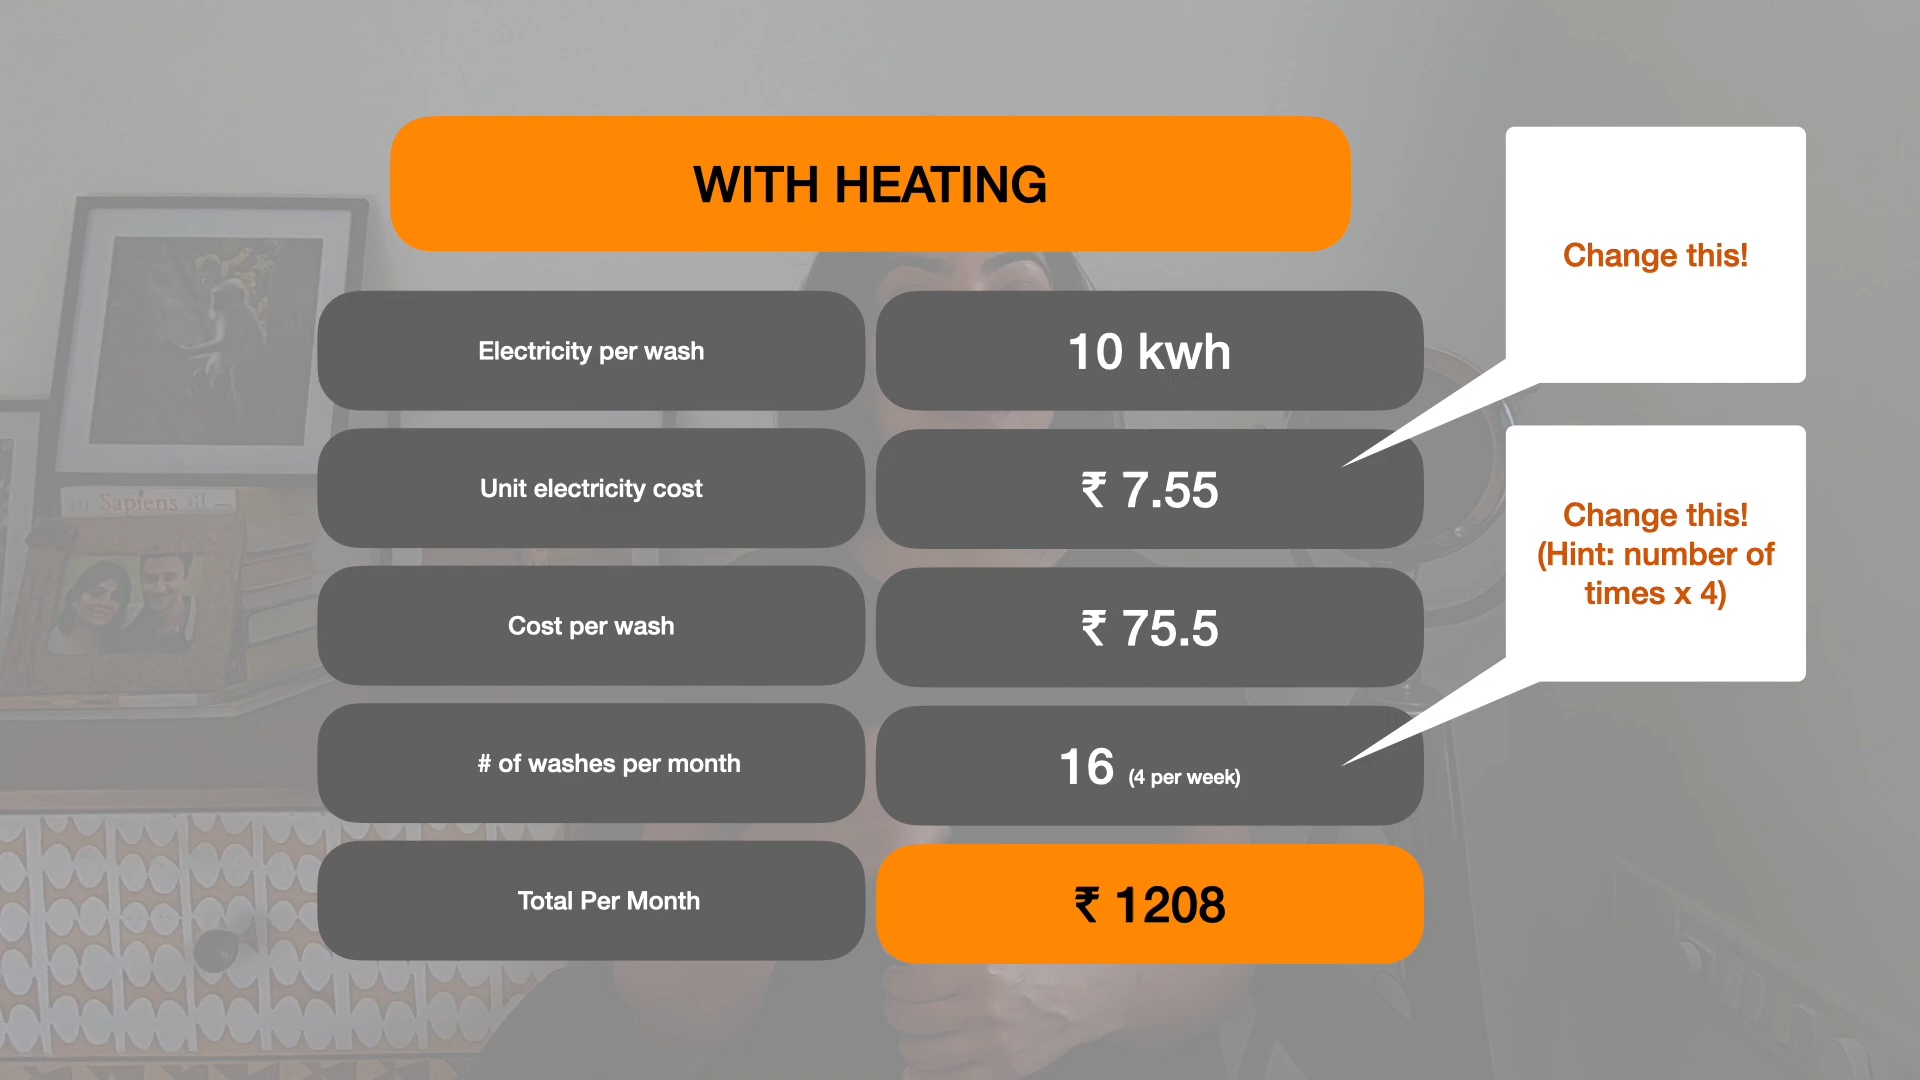 WITH HEATING
Change this!
Electricity per wash
10 kwh
Unit electricity cost
₹ 7.55
Change this!
(Hint: number of
times x 4)
Cost per wash
₹ 75.5
# of washes per month
16 (4 per week)
Total Per Month
₹ 1208
Sapiens